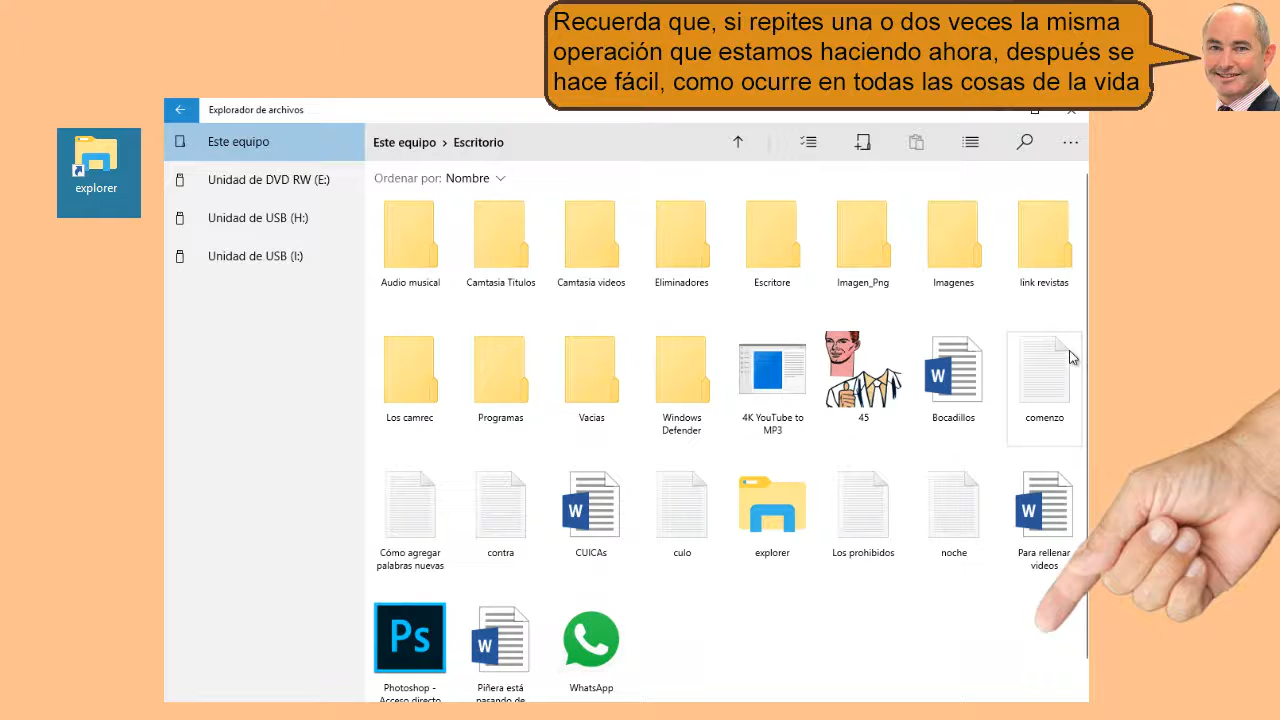 Recuerda que, si repites una o dos veces la misma
operación que estamos haciendo ahora, después se
hace fácil, como ocurre en todas las cosas de la vida
Explorador de archivos
explorer
Este equipo
Unidad de DVD RW (E:)
Unidad de USB (H:)
Unidad de USB (I:)
Este equipo > Escritorio
Ordenar por: Nombre
Audio musical
Camtasia Titulos
Camtasia videos
Eliminadores
Escritore
Imagen_Png
Imagenes
link revistas
Los camrec
Programas
Vacias
Windows
Defender
4K YouTube to
MP3
45
W
Bocadillos
comenzo
Cómo agregar
palabras nuevas
contra
W
CUICAs
culo
explorer
Los prohibidos
noche
W
Para rellenar
videos
Ps
Photoshop -
Acceso directo
W
Piñera está
pasando de
WhatsApp